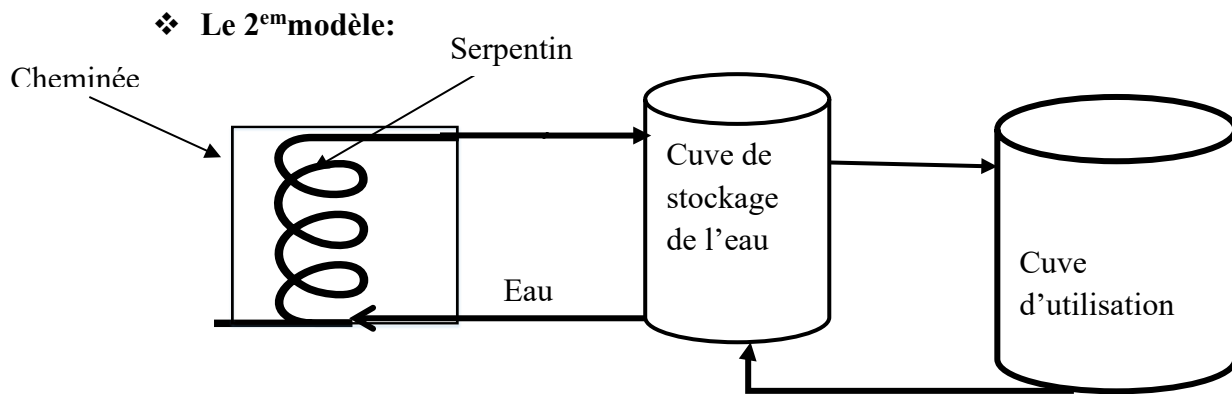 ❖ Le 2emmodèle:
Serpentin
Cheminée
Cuve de
stockage
de l’eau
Eau
Cuve
d’utilisation